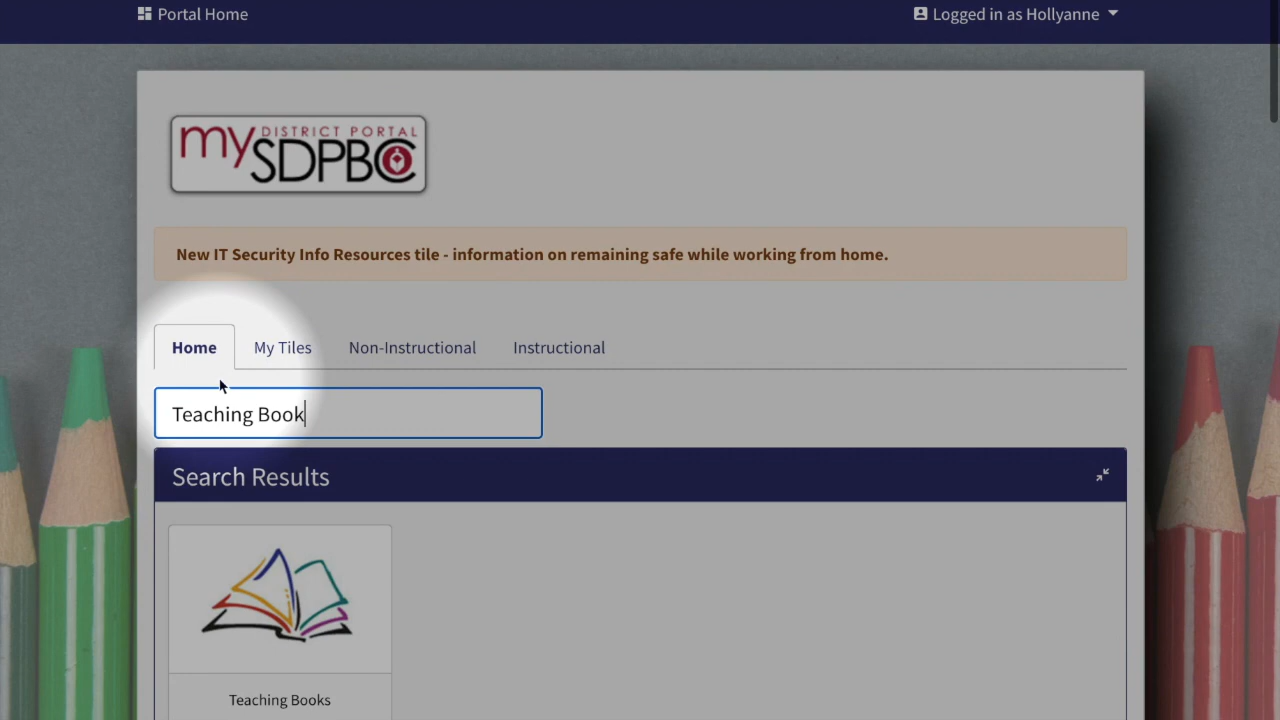 Portal Home
Logged in as Hollyanne
my DISTRICT PORTAL
SDPBC
New IT Security Info Resources tile - information on remaining safe while working from home.
Home My Tiles Non-Instructional Instructional
Teaching Book
Search Results
Teaching Books